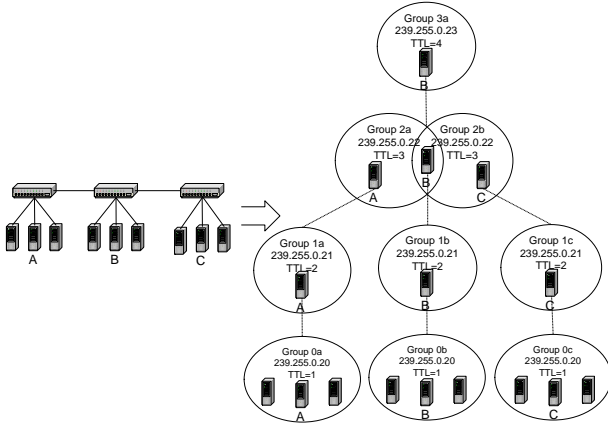 Group 3a
239.255.0.23
TTL=4
B
Group 2a
239.255.0.22
TTL=3
A
B
Group 2b
239.255.0.22
TTL=3
C
A
B
C
Group 1a
239.255.0.21
TTL=2
A
Group 1b
239.255.0.21
TTL=2
B
Group 1c
239.255.0.21
TTL=2
C
Group 0a
239.255.0.20
TTL=1
A
Group 0b
239.255.0.20
TTL=1
B
Group 0c
239.255.0.20
TTL=1
C